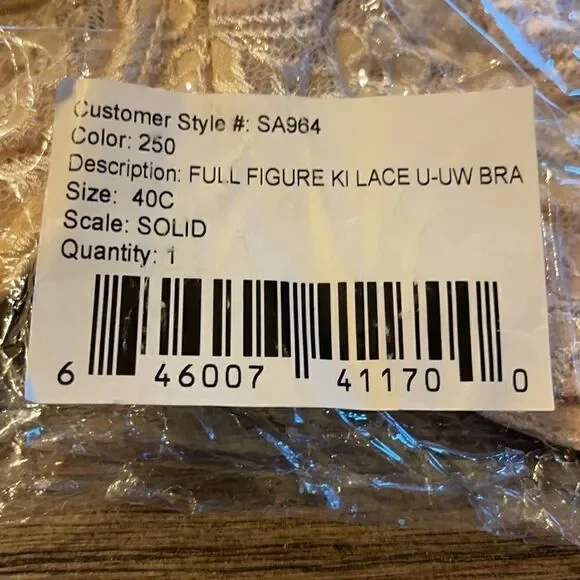 Customer Style #: SA964
Color: 250
Description: FULL FIGURE KI LACE U-UW BRA
Size: 40C
Scale: SOLID
Quantity: 1
6 46007 41170 0